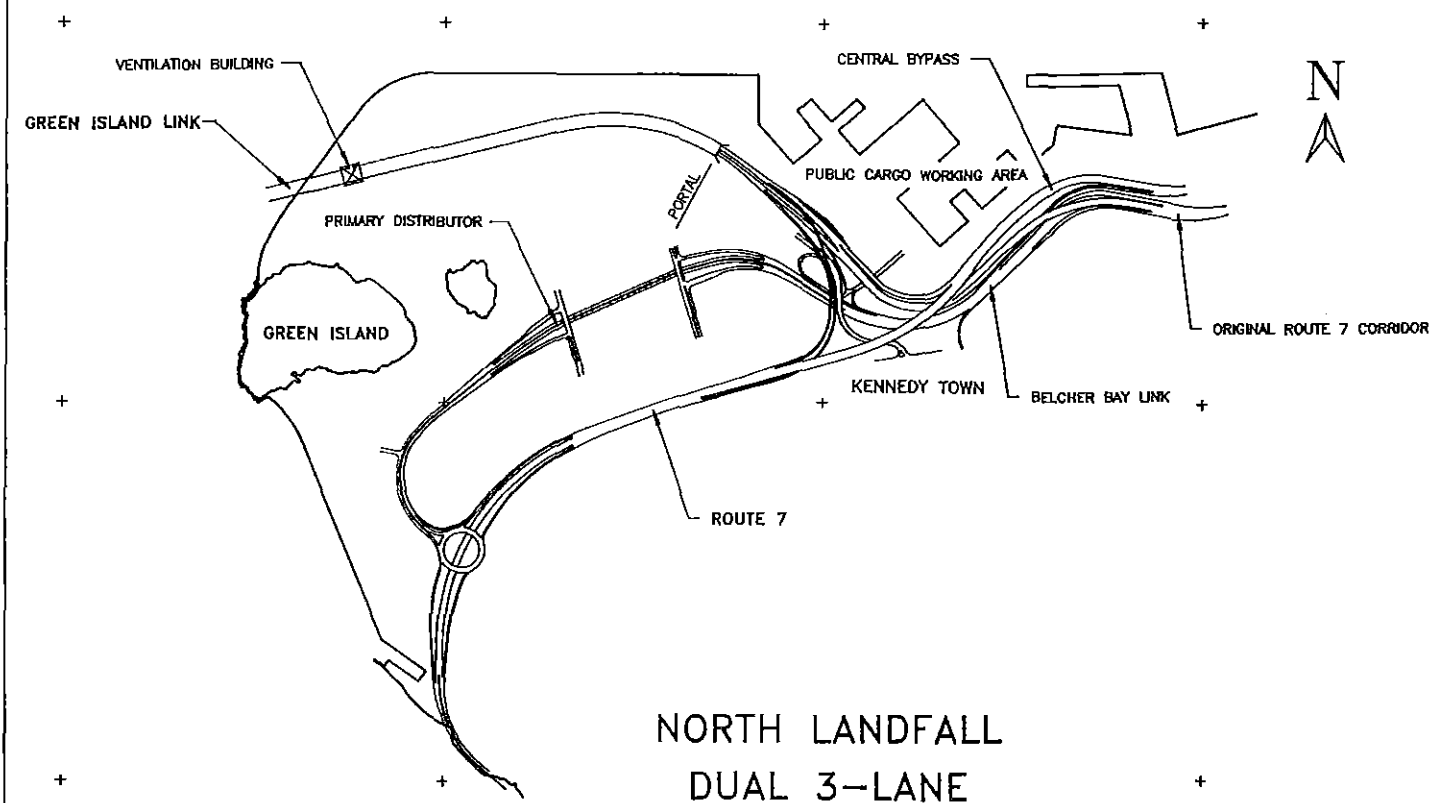 VENTILATION BUILDING
CENTRAL BYPASS
N
GREEN ISLAND LINK
PUBLIC CARGO WORKING AREA
PORTAL
PRIMARY DISTRIBUTOR
GREEN ISLAND
ORIGINAL ROUTE 7 CORRIDOR
KENNEDY TOWN
BELCHER BAY LINK
ROUTE 7
NORTH LANDFALL
DUAL 3-LANE